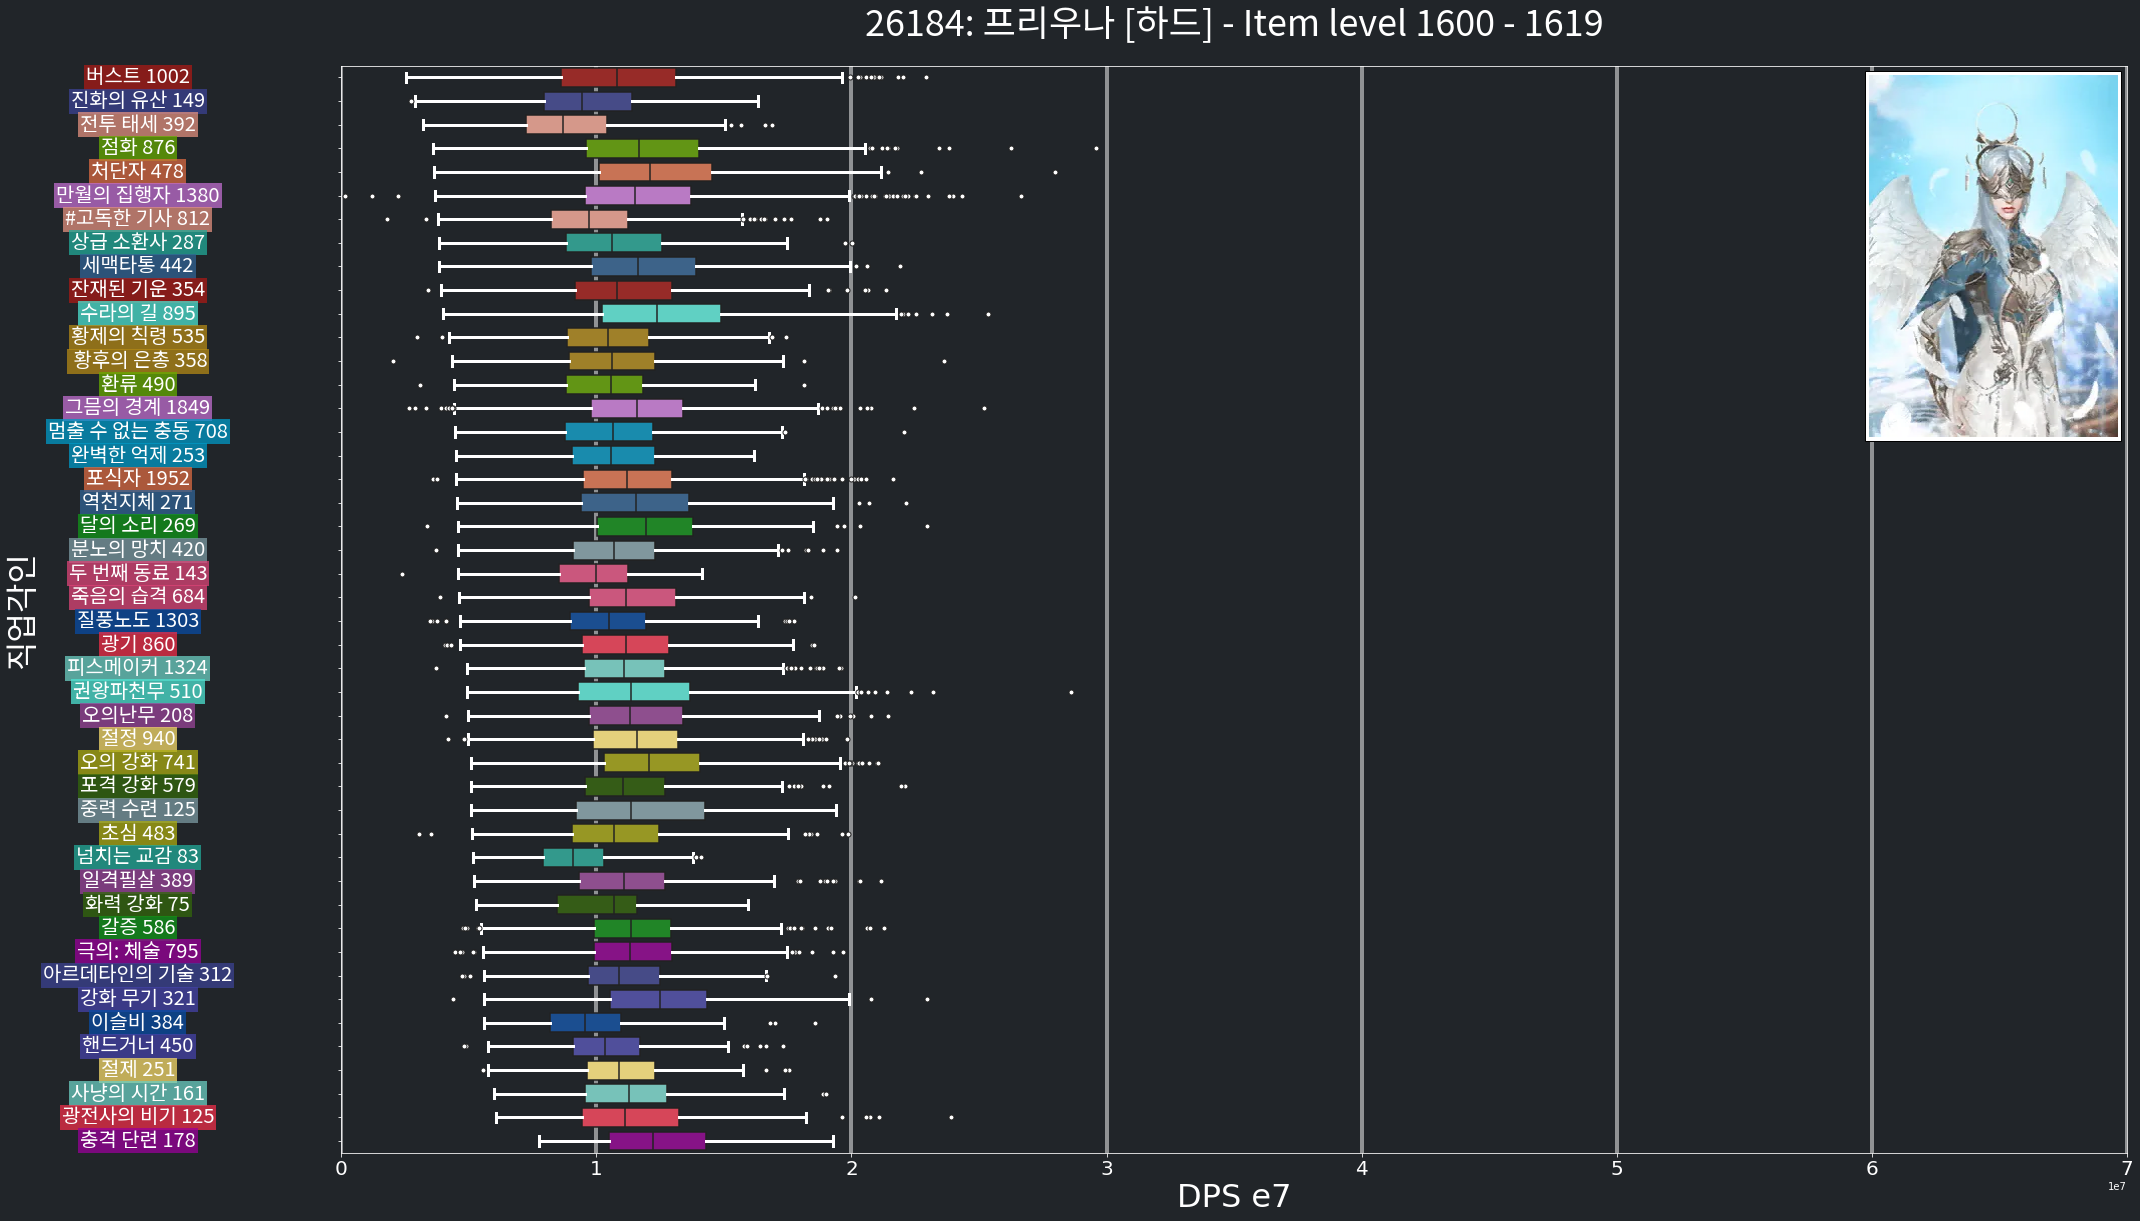 26184: 프리우나 [하드] - Item level 1600 - 1619
버스트 1002
진화의 유산 149
전투 태세 392
점화 876
처단자 478
만월의 집행자 1380
#고독한 기사 812
상급 소환사 287
세맥타통 442
잔재된 기운 354
수라의 길 895
황제의 칙령 535
황후의 은총 358
환류 490
그믐의 경계 1849
멈출 수 없는 충동 708
완벽한 억제 253
포식자 1952
역천지체 271
달의 소리 269
분노의 망치 420
두 번째 동료 143
죽음의 습격 684
질풍노도 1303
광기 860
피스메이커 1324
권왕파천무 510
오의난무 208
절정 940
오의 강화 741
포격 강화 579
중력 수련 125
초심 483
넘치는 교감 83
일격필살 389
화력 강화 75
갈증 586
극의: 체술 795
아르데타인의 기술 312
강화 무기 321
이슬비 384
핸드거너 450
절제 251
사냥의 시간 161
광전사의 비기 125
충격 단련 178
직업각인
0 1 2 3 4 5 6 7
DPS e7
1e7